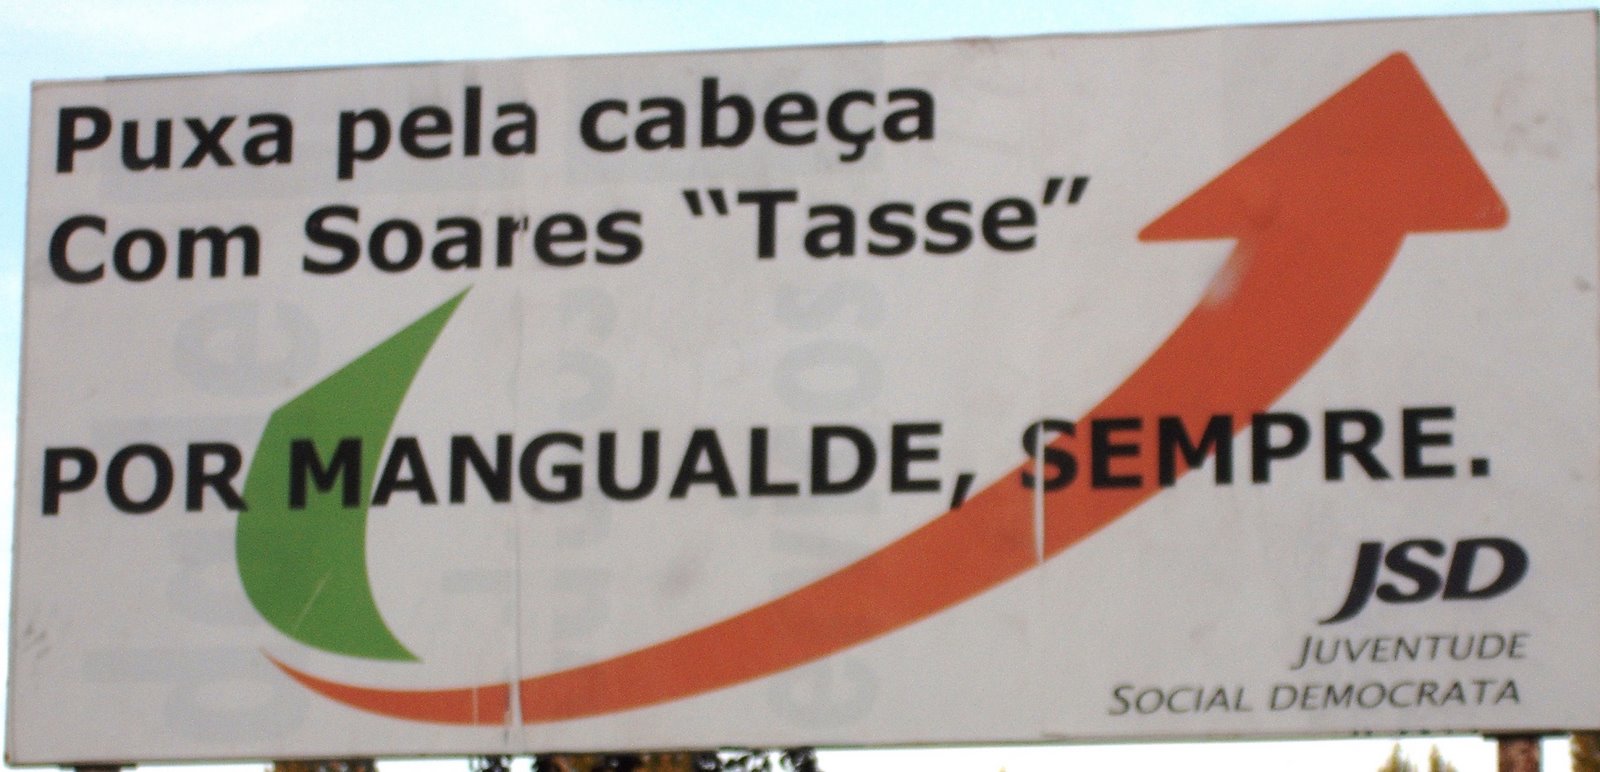 Puxa pela cabeça
Com Soares “Tasse”
POR MANGUALDE, SEMPRE.
JSD
JUVENTUDE
SOCIAL DEMOCRATA